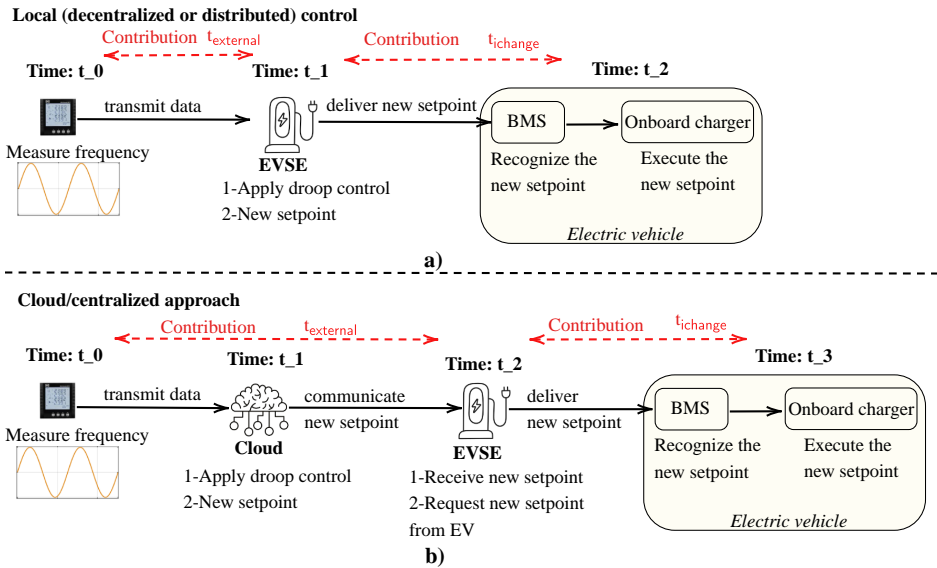 Local (decentralized or distributed) control
Contribution t_external
Contribution t_ichange
Time: t_0
Time: t_1
Time: t_2
transmit data
deliver new setpoint
BMS
Onboard charger
Measure frequency
EVSE
1-Apply droop control
2-New setpoint
Recognize the
new setpoint
Execute the
new setpoint
Electric vehicle
a)
Cloud/centralized approach
Contribution t_external
Contribution t_ichange
Time: t_0
Time: t_1
Time: t_2
Time: t_3
transmit data
communicate
new setpoint
deliver
new setpoint
BMS
Onboard charger
Measure frequency
Cloud
1-Apply droop control
2-New setpoint
EVSE
1-Receive new setpoint
2-Request new setpoint
from EV
Recognize the
new setpoint
Execute the
new setpoint
Electric vehicle
b)